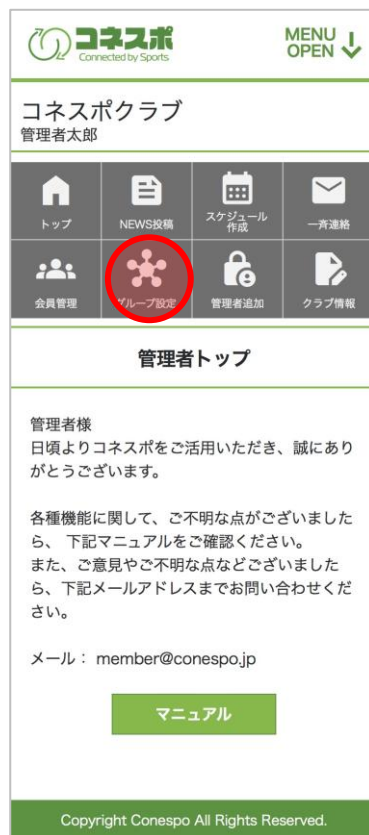 コネスポ
Connected by Sports
MENU
OPEN
コネスポクラブ
管理者太郎
トップ
NEWS投稿
スケジュール
作成
一斉連絡
会員管理
グループ設定
管理者追加
クラブ情報
管理者トップ
管理者様
日頃よりコネスポをご活用いただき、誠にあり
がとうございます。
各種機能に関して、ご不明な点がございました
ら、 下記マニュアルをご確認ください。
また、ご意見やご不明な点などございました
ら、下記メールアドレスまでお問い合わせくだ
さい。
メール： member@conespo.jp
マニュアル
Copyright Conespo All Rights Reserved.